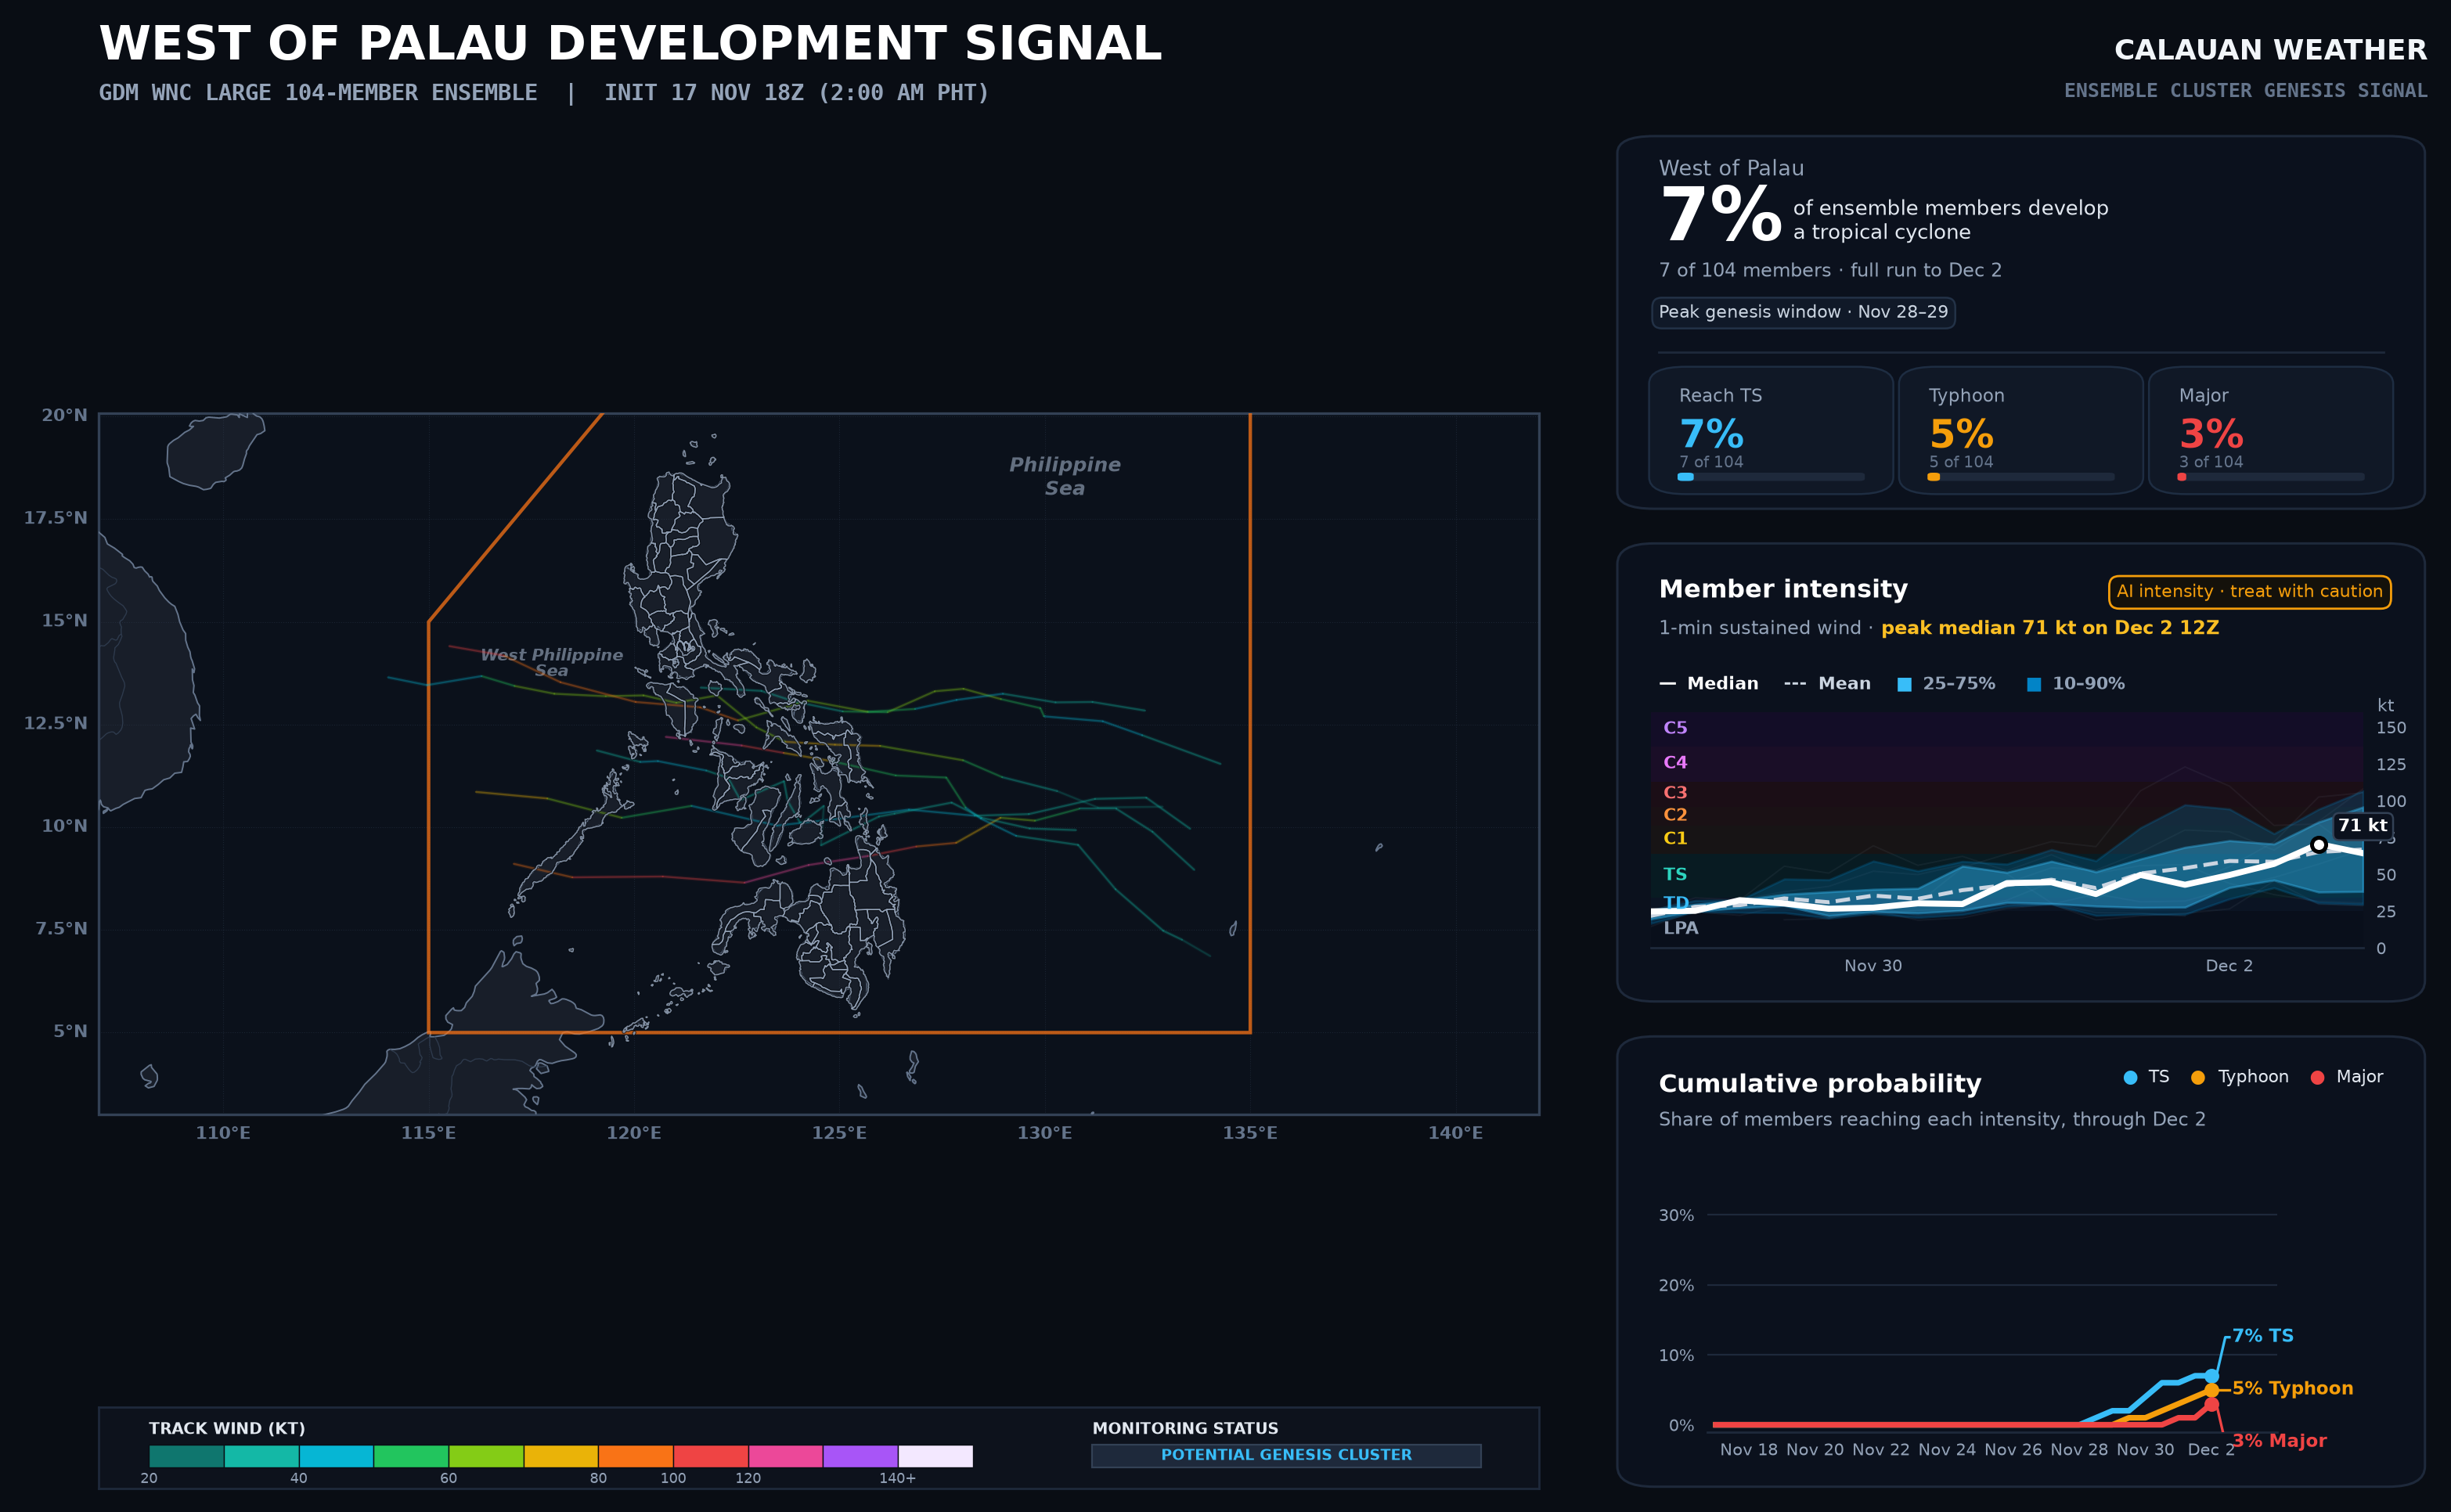 WEST OF PALAU DEVELOPMENT SIGNAL
GDM WNC LARGE 104-MEMBER ENSEMBLE | INIT 17 NOV 18Z (2:00 AM PHT)
CALAUAN WEATHER
ENSEMBLE CLUSTER GENESIS SIGNAL
20°N
17.5°N
15°N
12.5°N
10°N
7.5°N
5°N
Philippine
Sea
West Philippine
Sea
110°E
115°E
120°E
125°E
130°E
135°E
140°E
TRACK WIND (KT)
20
40
60
80
100
120
140+
MONITORING STATUS
POTENTIAL GENESIS CLUSTER
West of Palau
7%
of ensemble members develop
a tropical cyclone
7 of 104 members · full run to Dec 2
Peak genesis window · Nov 28–29
Reach TS
7%
7 of 104
Typhoon
5%
5 of 104
Major
3%
3 of 104
Member intensity
AI intensity · treat with caution
1-min sustained wind · peak median 71 kt on Dec 2 12Z
Median
Mean
25–75%
10–90%
kt
C5
C4
C3
C2
C1
TS
TD
LPA
150
125
100
71 kt
50
25
0
Nov 30
Dec 2
Cumulative probability
TS
Typhoon
Major
Share of members reaching each intensity, through Dec 2
30%
20%
10%
0%
7% TS
5% Typhoon
3% Major
Nov 18
Nov 20
Nov 22
Nov 24
Nov 26
Nov 28
Nov 30
Dec 2